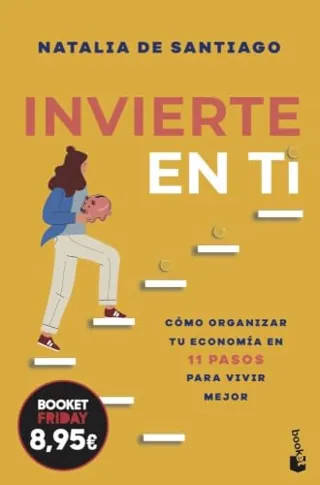 NATALIA DE SANTIAGO
INVIERTE
EN Ti
CÓMO ORGANIZAR
TU ECONOMÍA EN
11 PASOS
PARA VIVIR
MEJOR
BOOKET
FRIDAY
8,95€
booket